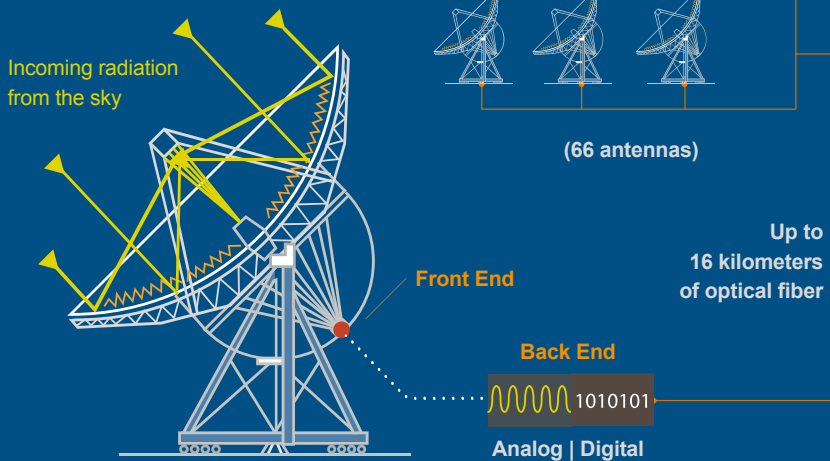 Incoming radiation
from the sky
(66 antennas)
Up to
16 kilometers
of optical fiber
Front End
Back End
1010101
Analog | Digital